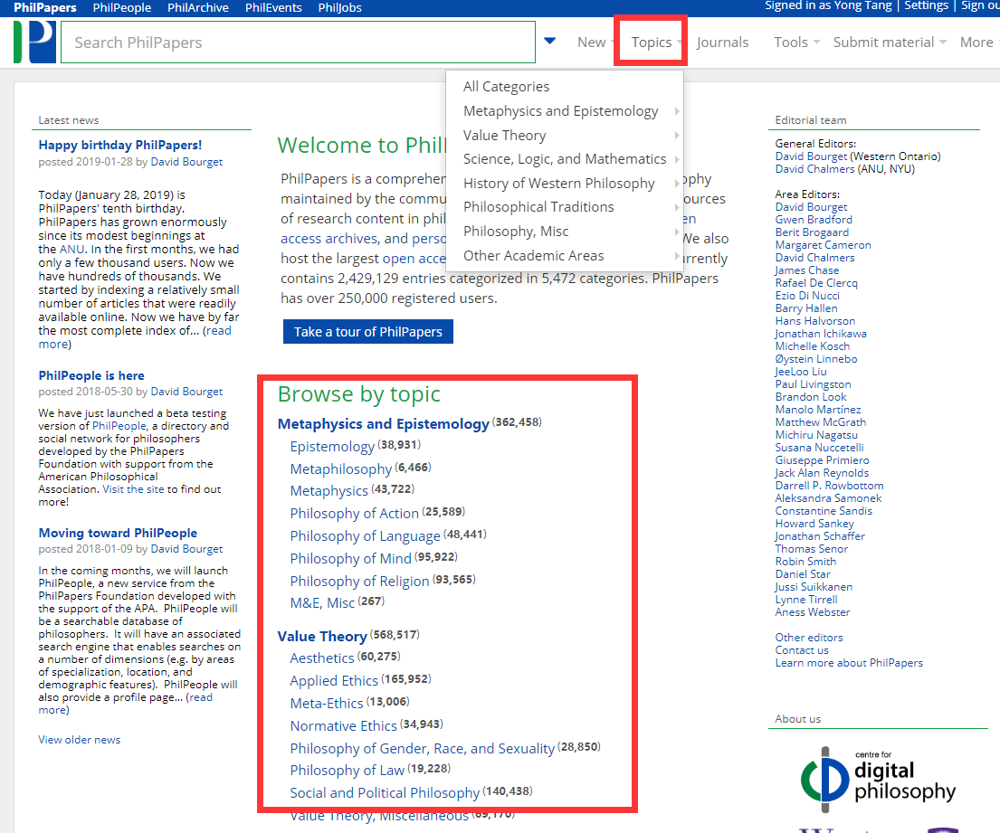 PhilPapers PhilPeople PhilArchive PhilEvents PhilJobs
Signed in as Yong Tang | Settings | Sign ou
Search PhilPapers
New Topics Journals Tools Submit material More
All Categories
Metaphysics and Epistemology
Value Theory
Science, Logic, and Mathematics
History of Western Philosophy
Philosophical Traditions
Philosophy, Misc
Other Academic Areas
Latest news
Happy birthday PhilPapers!
posted 2019-01-28 by David Bourget
Today (January 28, 2019) is
PhilPapers' tenth birthday.
PhilPapers has grown enormously
since its modest beginnings at
the ANU. In the first months, we had
only a few thousand users. Now we
have hundreds of thousands. We
started by indexing a relatively small
number of articles that were readily
available online. Now we have by far
the most complete index of... (read
more)
PhilPeople is here
posted 2018-05-30 by David Bourget
We have just launched a beta testing
version of PhilPeople, a directory and
social network for philosophers
developed by the PhilPapers
Foundation with support from the
American Philosophical
Association. Visit the site to find out
more!
Moving toward PhilPeople
posted 2018-01-09 by David Bourget
In the coming months, we will launch
PhilPeople, a new service from the
PhilPapers Foundation developed with
the support of the APA.  PhilPeople will
be a searchable database of
philosophers.  It will have an associated
search engine that enables searches on
a number of dimensions (e.g. by areas
of specialization, location, and
demographic features).  PhilPeople will
also provide a profile page... (read
more)
View older news
Welcome to Phil
PhilPapers is a comprehen ophy
maintained by the commu ources
of research content in phil en
access archives, and perso We also
host the largest open acce urrently
contains 2,429,129 entries categorized in 5,472 categories. PhilPapers
has over 250,000 registered users.
Take a tour of PhilPapers
Browse by topic
Metaphysics and Epistemology (362,458)
Epistemology (38,931)
Metaphilosophy (6,466)
Metaphysics (43,722)
Philosophy of Action (25,589)
Philosophy of Language (48,441)
Philosophy of Mind (95,922)
Philosophy of Religion (93,565)
M&E, Misc (267)
Value Theory (568,517)
Aesthetics (60,275)
Applied Ethics (165,952)
Meta-Ethics (13,006)
Normative Ethics (34,943)
Philosophy of Gender, Race, and Sexuality (28,850)
Philosophy of Law (19,228)
Social and Political Philosophy (140,438)
Value Theory, Miscellaneous (69,170)
Editorial team
General Editors:
David Bourget (Western Ontario)
David Chalmers (ANU, NYU)
Area Editors:
David Bourget
Gwen Bradford
Berit Brogaard
Margaret Cameron
David Chalmers
James Chase
Rafael De Clercq
Ezio Di Nucci
Barry Hallen
Hans Halvorson
Jonathan Ichikawa
Michelle Kosch
Øystein Linnebo
JeeLoo Liu
Paul Livingston
Brandon Look
Manolo Martínez
Matthew McGrath
Michiru Nagatsu
Susana Nuccetelli
Giuseppe Primiero
Jack Alan Reynolds
Darrell P. Rowbottom
Aleksandra Samonek
Constantine Sandis
Howard Sankey
Jonathan Schaffer
Thomas Senor
Robin Smith
Daniel Star
Jussi Suikkanen
Lynne Tirrell
Aness Webster
Other editors
Contact us
Learn more about PhilPapers
About us
centre for
digital
philosophy